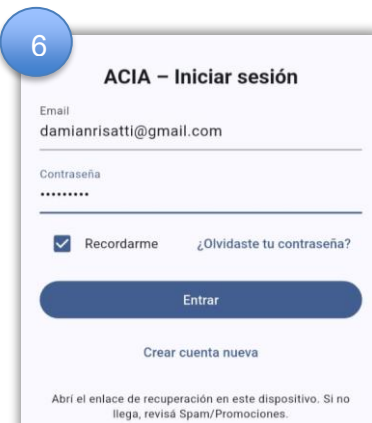 6
ACIA – Iniciar sesión
Email
damianrisatti@gmail.com
Contraseña
•••••••••
Recordarme
¿Olvidaste tu contraseña?
Entrar
Crear cuenta nueva
Abrí el enlace de recuperación en este dispositivo. Si no
llega, revisá Spam/Promociones.